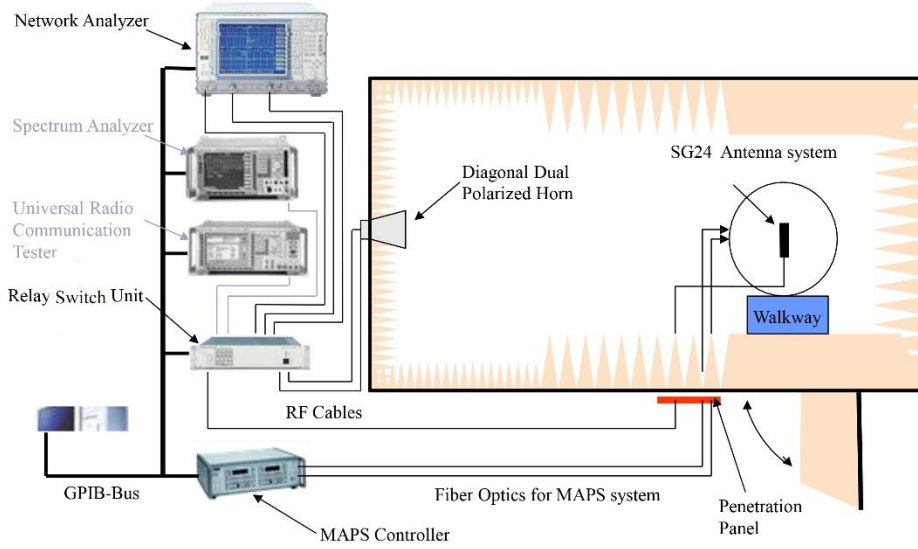 Network Analyzer
Spectrum Analyzer
Universal Radio
Communication
Tester
Relay Switch Unit
Diagonal Dual
Polarized Horn
SG24 Antenna system
Walkway
RF Cables
GPIB-Bus
MAPS Controller
Fiber Optics for MAPS system
Penetration
Panel